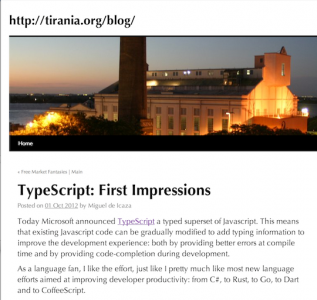 http://tirania.org/blog/
Home
« Free Market Fantasies | Main
TypeScript: First Impressions
Posted on 01 Oct 2012 by Miguel de Icaza
Today Microsoft announced TypeScript a typed superset of Javascript. This means
that existing Javascript code can be gradually modified to add typing information to
improve the development experience: both by providing better errors at compile
time and by providing code-completion during development.
As a language fan, I like the effort, just like I pretty much like most new language
efforts aimed at improving developer productivity: from C#, to Rust, to Go, to Dart
and to CoffeeScript.